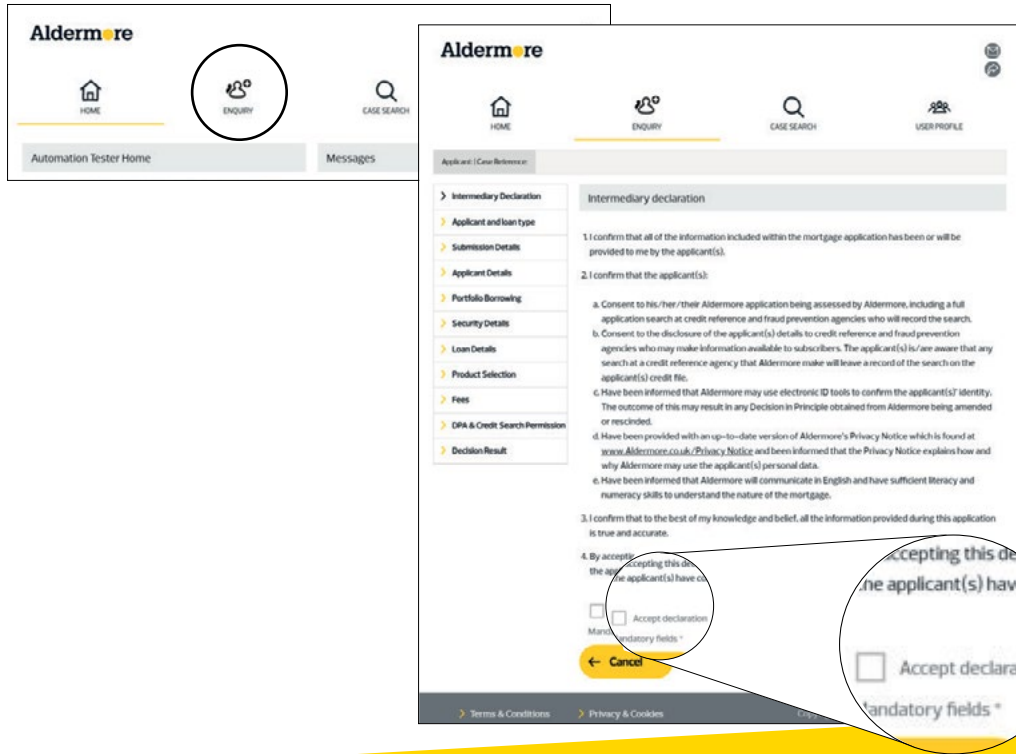 Aldermore
HOME
ENQUIRY
CASE SEARCH
Automation Tester Home
Messages
Aldermore
HOME
ENQUIRY
CASE SEARCH
USER PROFILE
Applicant: | Case Reference:
Intermediary Declaration
Applicant and loan type
Submission Details
Applicant Details
Portfolio Borrowing
Security Details
Loan Details
Product Selection
Fees
DPA & Credit Search Permission
Decision Result
Intermediary declaration
1. I confirm that all of the information included within the mortgage application has been or will be
provided to me by the applicant(s).
2. I confirm that the applicant(s):
a. Consent to his/her/their Aldermore application being assessed by Aldermore, including a full
application search at credit reference and fraud prevention agencies who will record the search.
b. Consent to the disclosure of the applicant(s) details to credit reference and fraud prevention
agencies who may make information available to subscribers. The applicant(s) is/are aware that any
search at a credit reference agency that Aldermore make will leave a record of the search on the
applicant(s) credit file.
c. Have been informed that Aldermore may use electronic ID tools to confirm the applicant(s)' identity.
The outcome of this may result in any Decision in Principle obtained from Aldermore being amended
or rescinded.
d. Have been provided with an up-to-date version of Aldermore's Privacy Notice which is found at
www.Aldermore.co.uk/Privacy Notice and been informed that the Privacy Notice explains how and
why Aldermore may use the applicant(s) personal data.
e. Have been informed that Aldermore will communicate in English and have sufficient literacy and
numeracy skills to understand the nature of the mortgage.
3. I confirm that to the best of my knowledge and belief, all the information provided during this application
is true and accurate.
4. By accepting
the app
ccepting this de
he applicant(s) have co
Accept declaration
Mand
andatory fields *
Cancel
ccepting this de
he applicant(s) hav
Accept declara
andatory fields *
Terms & Conditions
Privacy & Cookies
Copy